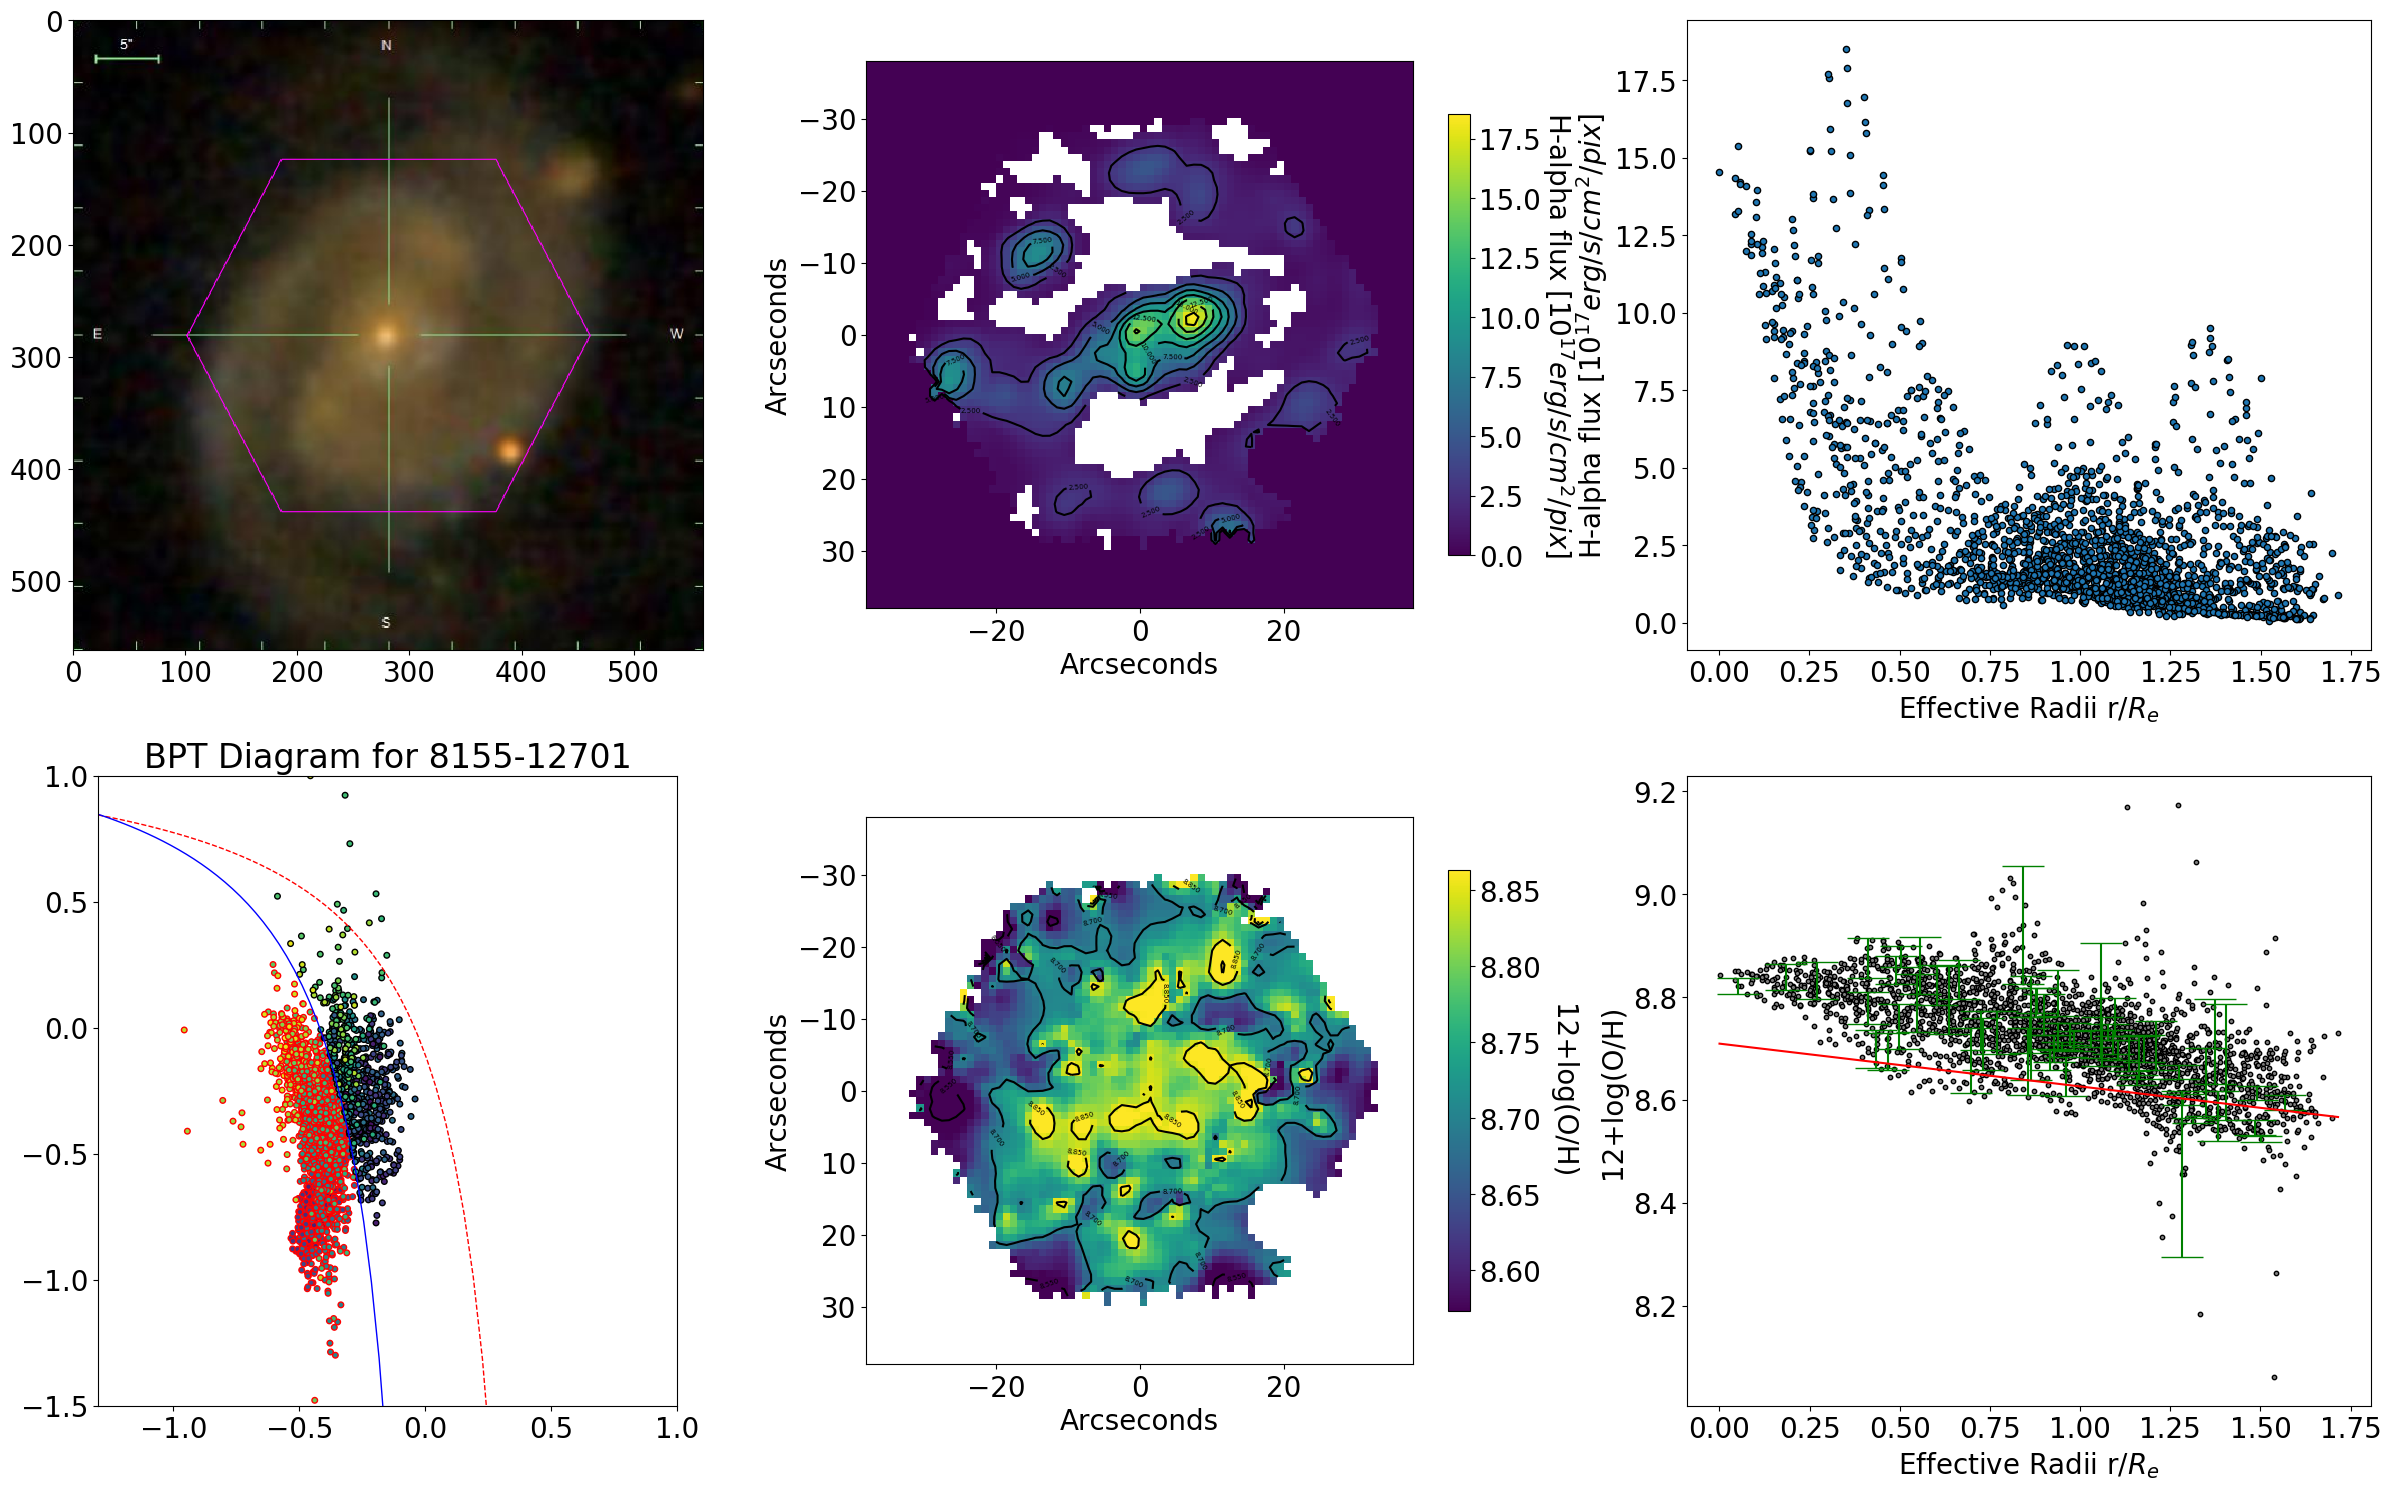 0
100
200
300
400
500
0 100 200 300 400 500
5"
N
E
W
S
−30
−20
−10
0
10
20
30
−20 0 20
Arcseconds
Arcseconds
17.5
15.0
12.5
10.0
7.5
5.0
2.5
0.0
H-alpha flux [10^17 erg/s/cm^2/pix]
H-alpha flux [10^17 erg/s/cm^2/pix]
17.5
15.0
12.5
10.0
7.5
5.0
2.5
0.0
0.00 0.25 0.50 0.75 1.00 1.25 1.50 1.75
Effective Radii r/R_e
BPT Diagram for 8155-12701
1.0
0.5
0.0
−0.5
−1.0
−1.5
−1.0 −0.5 0.0 0.5 1.0
−30
−20
−10
0
10
20
30
−20 0 20
Arcseconds
Arcseconds
8.85
8.80
8.75
8.70
8.65
8.60
12+log(O/H)
12+log(O/H)
9.2
9.0
8.8
8.6
8.4
8.2
0.00 0.25 0.50 0.75 1.00 1.25 1.50 1.75
Effective Radii r/R_e